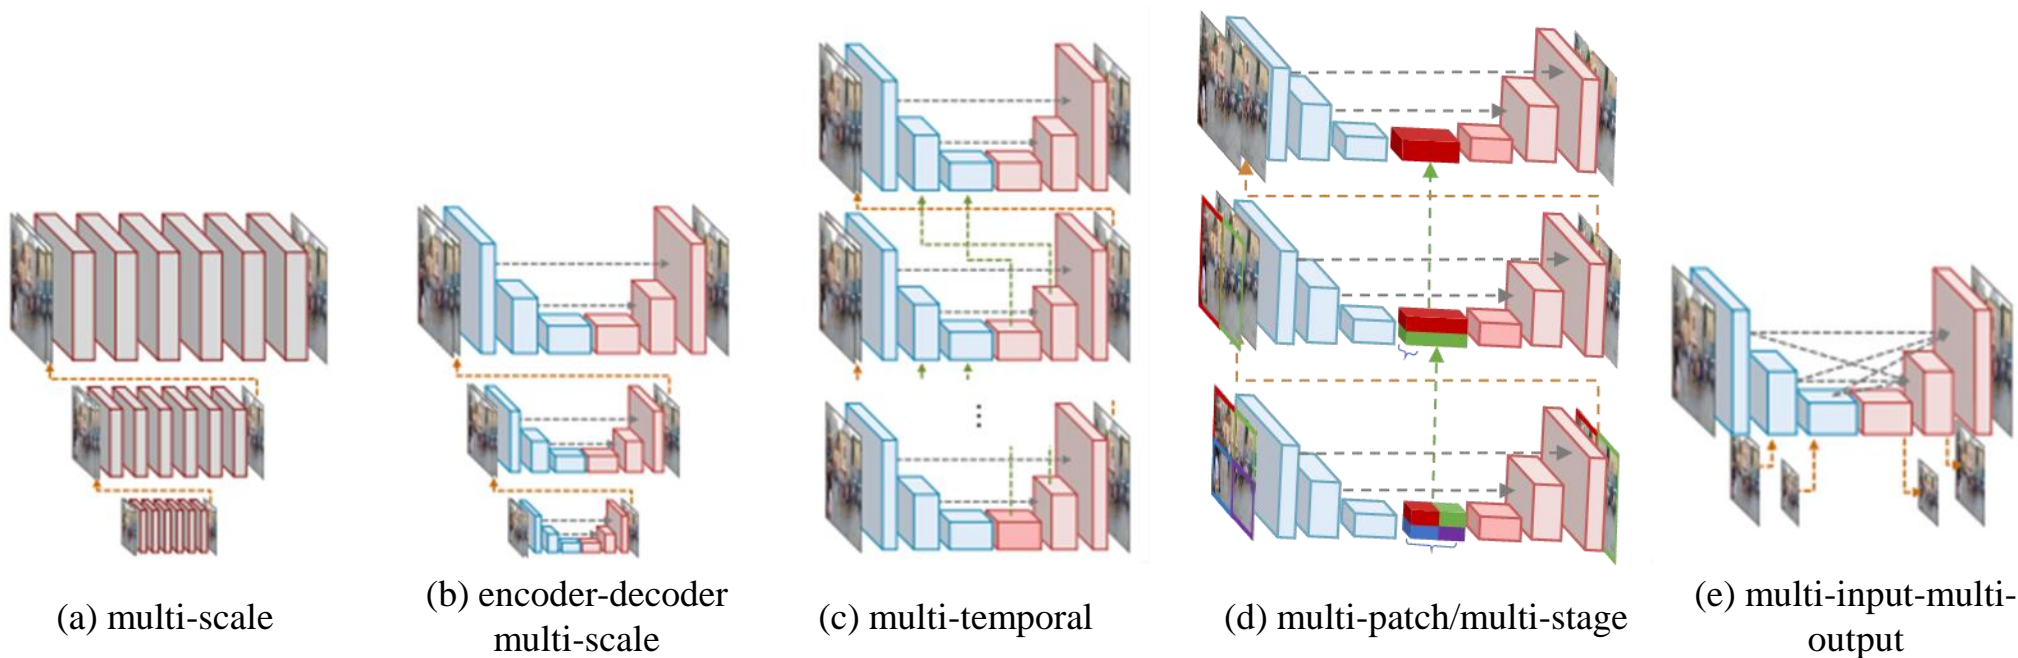 (a) multi-scale
(b) encoder-decoder
multi-scale
(c) multi-temporal
(d) multi-patch/multi-stage
(e) multi-input-multi-
output